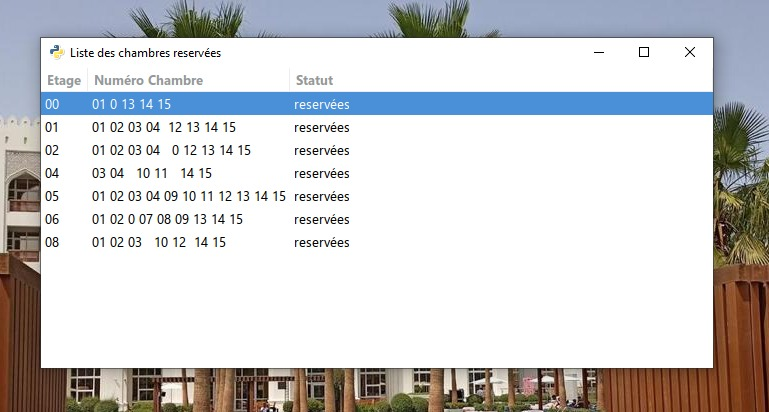 Liste des chambres reservées
Etage Numéro Chambre Statut
00 01 0 13 14 15 reservées
01 01 02 03 04  12 13 14 15 reservées
02 01 02 03 04   0 12 13 14 15 reservées
04 03 04   10 11   14 15 reservées
05 01 02 03 04 09 10 11 12 13 14 15 reservées
06 01 02 0 07 08 09 13 14 15 reservées
08 01 02 03   10 12  14 15 reservées